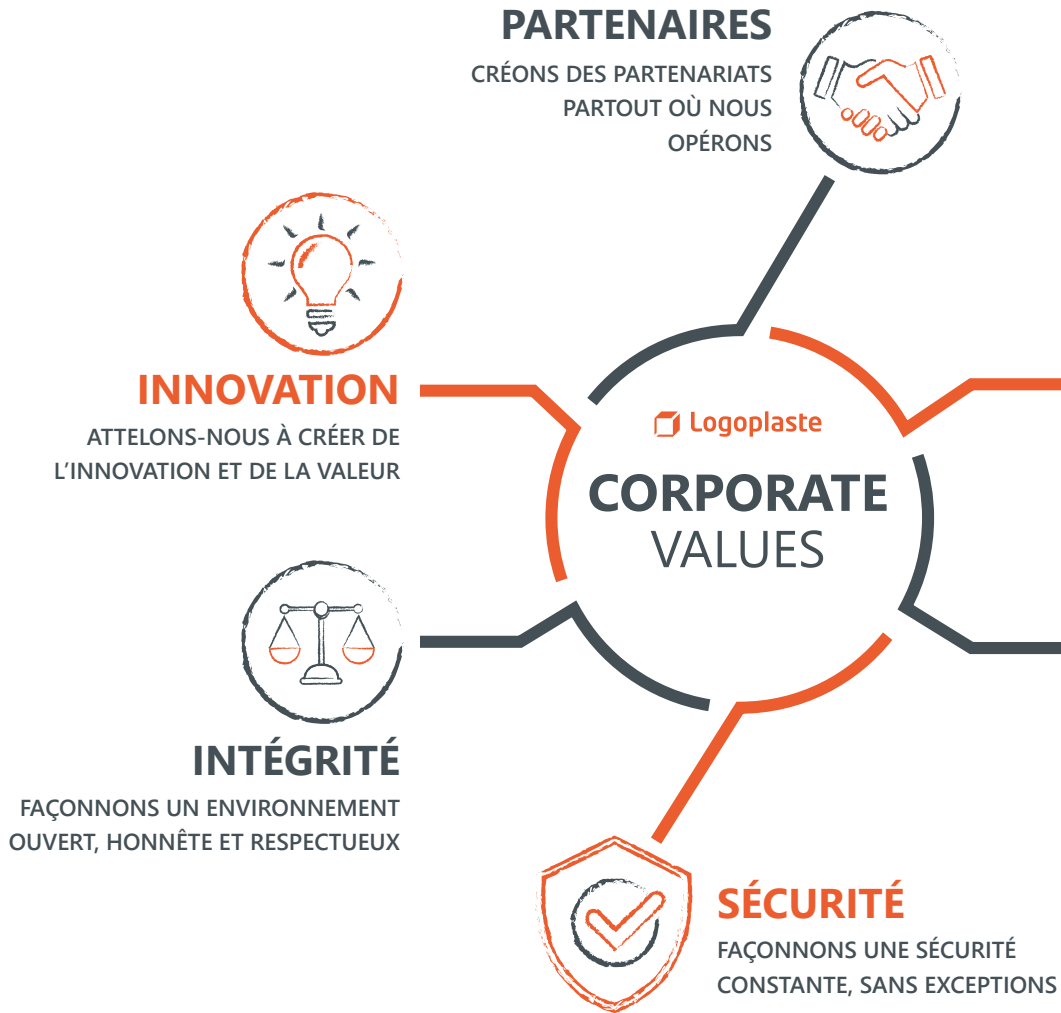 PARTENAIRES
CRÉONS DES PARTENARIATS
PARTOUT OÙ NOUS
OPÉRONS
INNOVATION
ATTELONS-NOUS À CRÉER DE
L'INNOVATION ET DE LA VALEUR
Logoplaste
CORPORATE
VALUES
INTÉGRITÉ
FAÇONNONS UN ENVIRONNEMENT
OUVERT, HONNÊTE ET RESPECTUEUX
SÉCURITÉ
FAÇONNONS UNE SÉCURITÉ
CONSTANTE, SANS EXCEPTIONS